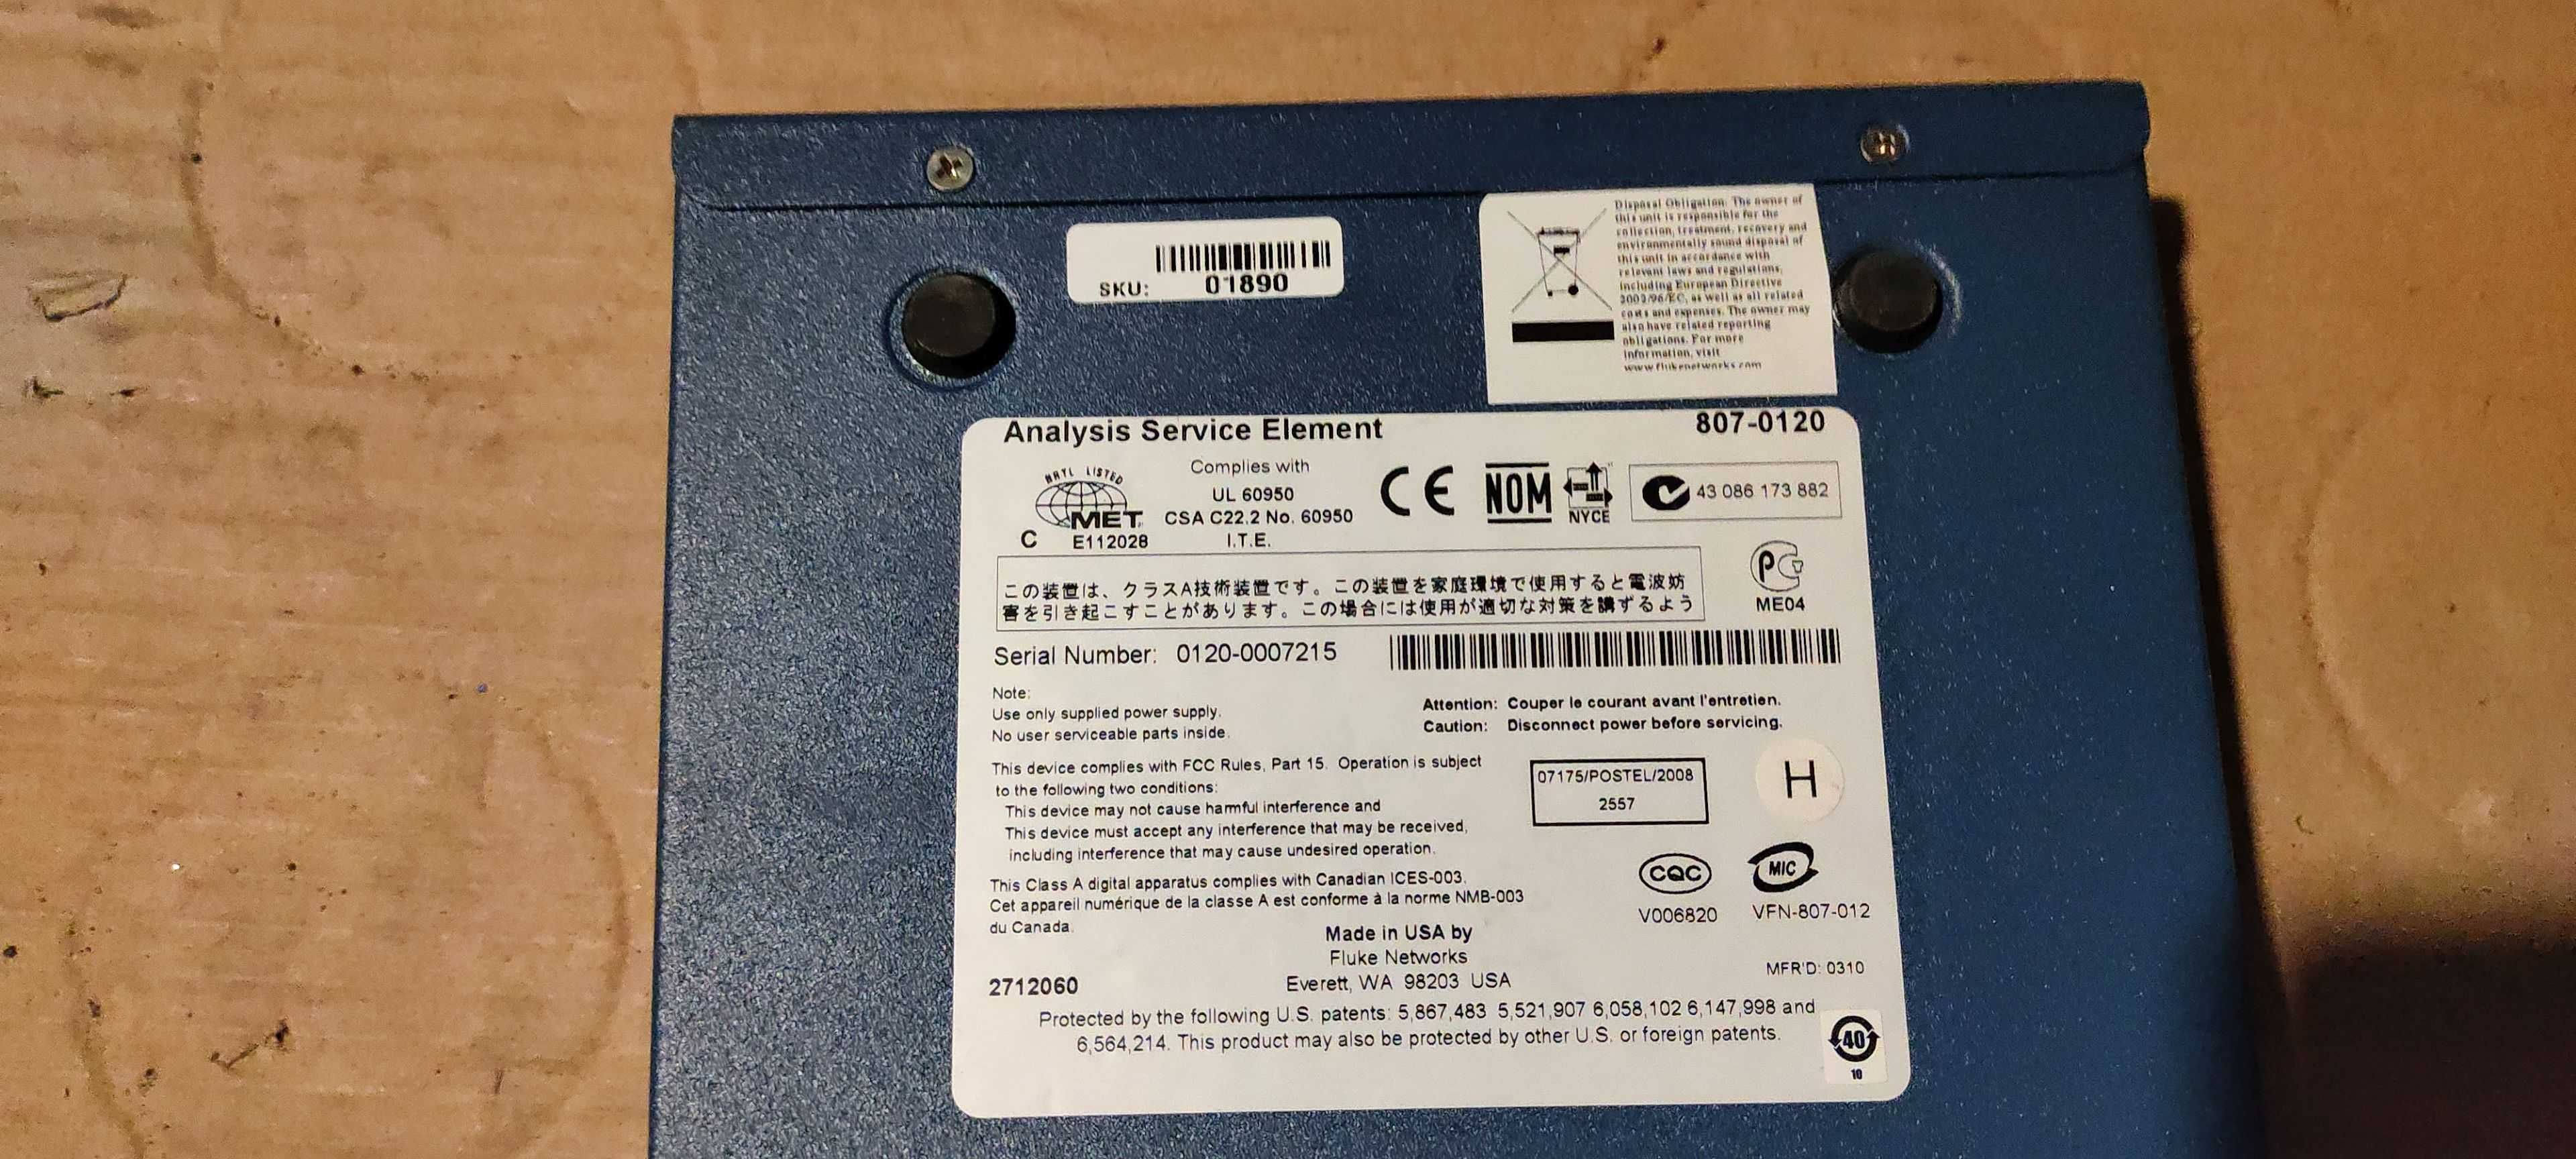 SKU: 01890
Disposal Obligation: The owner of
this unit is responsible for the
collection, treatment, recovery and
environmentally sound disposal of
this unit in accordance with
relevant laws and regulations,
including European Directive
2002/96/EC, as well as all related
costs and expenses. The owner may
also have related reporting
obligations. For more
information, visit
www.flukenetworks.com
Analysis Service Element 807-0120
NRTL LISTED
MET
C E112028
Complies with
UL 60950
CSA C22.2 No. 60950
I.T.E.
CE
NOM
NYCE
43 086 173 882
この装置は、クラスA技術装置です。この装置を家庭環境で使用すると電波妨
害を引き起こすことがあります。この場合には使用が適切な対策を講ずるよう
PG
ME04
Serial Number: 0120-0007215
Note:
Use only supplied power supply.
No user serviceable parts inside.
Attention: Couper le courant avant l'entretien.
Caution: Disconnect power before servicing.
This device complies with FCC Rules, Part 15. Operation is subject
to the following two conditions:
This device may not cause harmful interference and
This device must accept any interference that may be received,
including interference that may cause undesired operation.
07175/POSTEL/2008
2557
H
This Class A digital apparatus complies with Canadian ICES-003.
Cet appareil numérique de la classe A est conforme à la norme NMB-003
du Canada.
CQC
V006820
MIC
VFN-807-012
Made in USA by
Fluke Networks
Everett, WA 98203 USA
2712060
MFR'D: 0310
Protected by the following U.S. patents: 5,867,483 5,521,907 6,058,102 6,147,998 and
6,564,214. This product may also be protected by other U.S. or foreign patents.
40
10